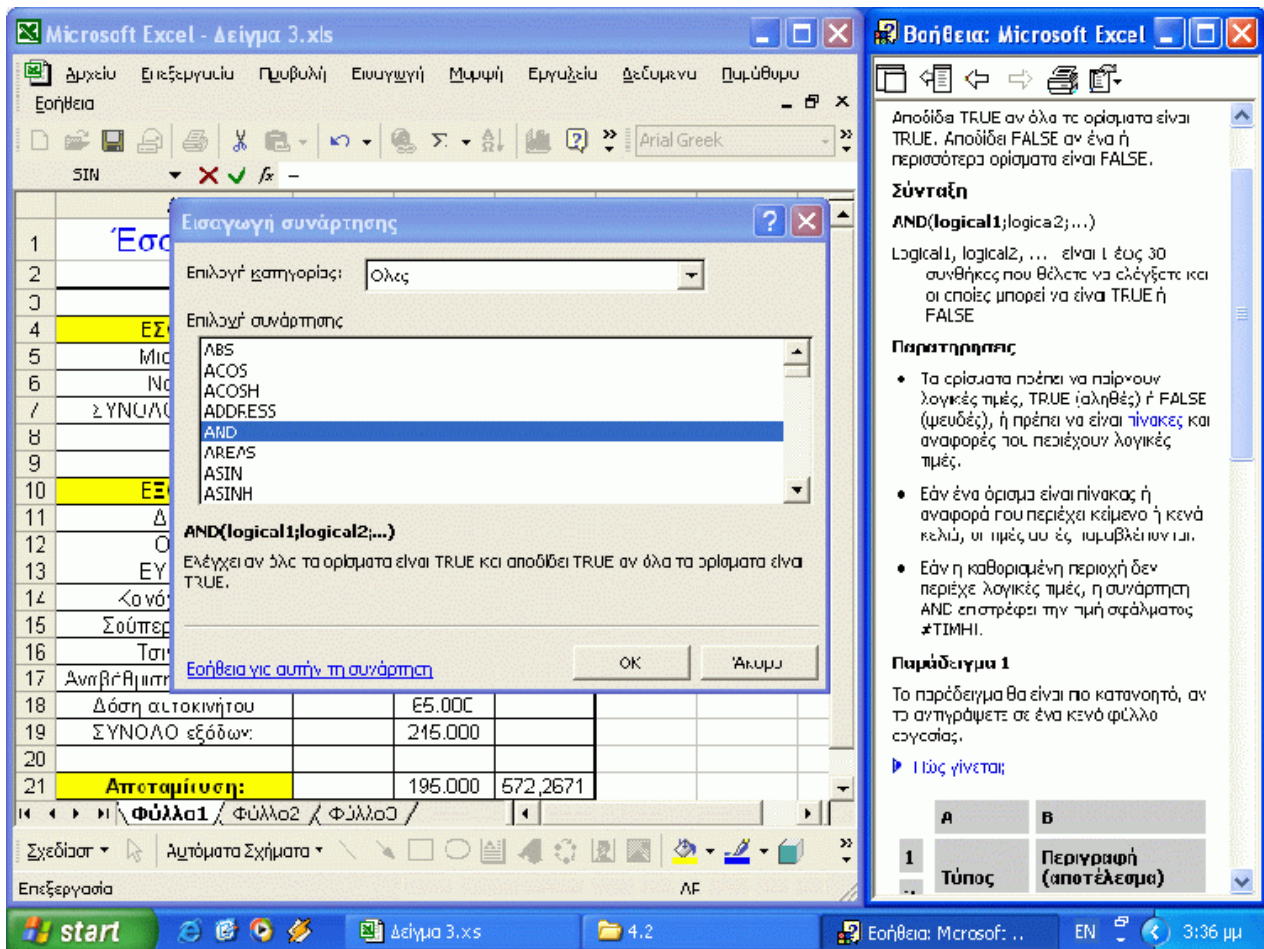 Microsoft Excel - Δείγμα 3.xls
Αρχείο Επεξεργασία Προβολή Εισαγωγή Μορφή Εργαλεία Δεδομένα Παράθυρο
Βοήθεια
Arial Greek
SIN
fx =
Έσο
1
2
3
4 ΕΣ
5 Μισ
6 Νο
7 ΣΥΝΟΛΟ
8
9
10 ΕΞ
11 Δ
12 Ο
13 ΕΥ
14
15 Σούπερ
16 Τσι
17 Αναβάθμιση
18 Δόση αυτοκινήτου 65.000
19 ΣΥΝΟΛΟ εξόδων: 215.000
20
21 Αποταμίευση: 195.000 572,2671
Φύλλο1 / Φύλλο2 / Φύλλο3
Σχεδίαση Αυτόματα Σχήματα
Επεξεργασία
Εισαγωγή συνάρτησης
Επιλογή κατηγορίας: Όλες
Επιλογή συνάρτησης
ABS
ACOS
ACOSH
ADDRESS
AND
AREAS
ASIN
ASINH
AND(logical1;logical2;...)
Ελέγχει αν όλα τα ορίσματα είναι TRUE και αποδίδει TRUE αν όλα τα ορίσματα είναι
TRUE.
Βοήθεια για αυτήν τη συνάρτηση
OK
Άκυρο
Βοήθεια: Microsoft Excel
Αποδίδει TRUE αν όλα τα ορίσματα είναι
TRUE. Αποδίδει FALSE αν ένα ή
περισσότερα ορίσματα είναι FALSE.
Σύνταξη
AND(logical1;logical2;...)
Logical1, logical2, ... είναι 1 έως 30
συνθήκες που θέλετε να ελέγξετε και
οι οποίες μπορεί να είναι TRUE ή
FALSE
Παρατηρήσεις
• Τα ορίσματα πρέπει να παίρνουν
λογικές τιμές, TRUE (αληθές) ή FALSE
(ψευδές), ή πρέπει να είναι πίνακες και
αναφορές που περιέχουν λογικές
τιμές.
• Εάν ένα όρισμα είναι πίνακας ή
αναφορά που περιέχει κείμενο ή κενά
κελιά, οι τιμές αυτές παραβλέπονται.
• Εάν η καθορισμένη περιοχή δεν
περιέχει λογικές τιμές, η συνάρτηση
AND επιστρέφει την τιμή σφάλματος
#ΤΙΜΗ!.
Παράδειγμα 1
Το παράδειγμα θα είναι πιο κατανοητό, αν
το αντιγράψετε σε ένα κενό φύλλο
εργασίας.
Πώς γίνεται;
A B
1 Τύπος Περιγραφή
(αποτέλεσμα)
start Δείγμα 3.xls 4.2 Βοήθεια: Microsoft ... EN 3:36 μμ